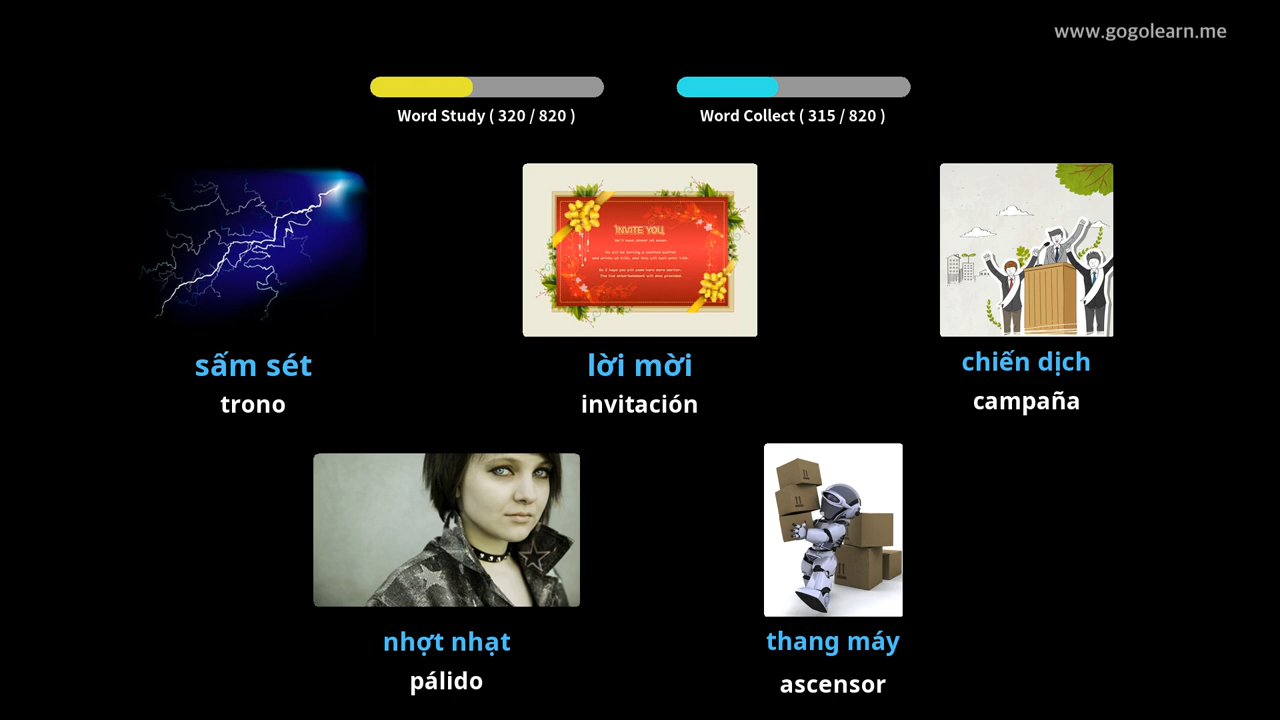 www.gogolearn.me
Word Study ( 320 / 820 )
Word Collect ( 315 / 820 )
INVITE YOU
sấm sét
trono
lời mời
invitación
chiến dịch
campaña
nhợt nhạt
pálido
thang máy
ascensor